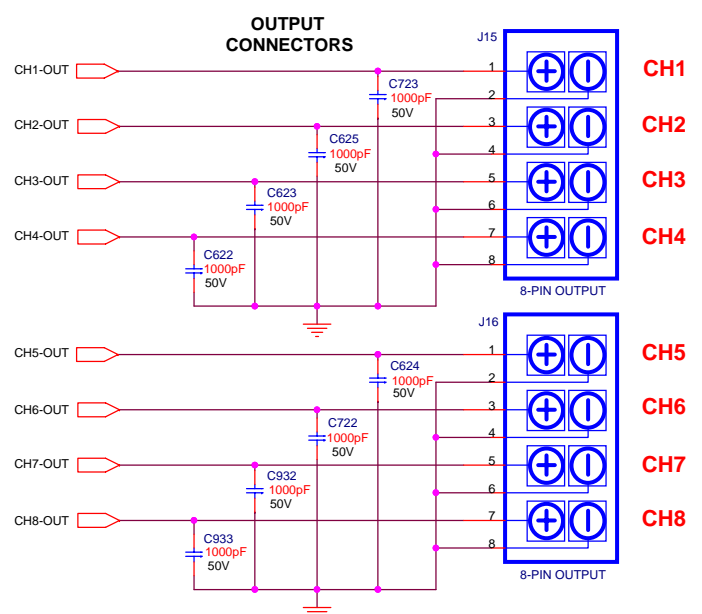 OUTPUT
CONNECTORS
J15
CH1-OUT
1
CH1
C723
1000pF
50V
2
CH2-OUT
3
CH2
C625
1000pF
50V
4
CH3-OUT
5
CH3
C623
1000pF
50V
6
CH4-OUT
7
CH4
C622
1000pF
50V
8
8-PIN OUTPUT
J16
CH5-OUT
1
CH5
C624
1000pF
50V
2
CH6-OUT
3
CH6
C722
1000pF
50V
4
CH7-OUT
5
CH7
C932
1000pF
50V
6
CH8-OUT
7
CH8
C933
1000pF
50V
8
8-PIN OUTPUT